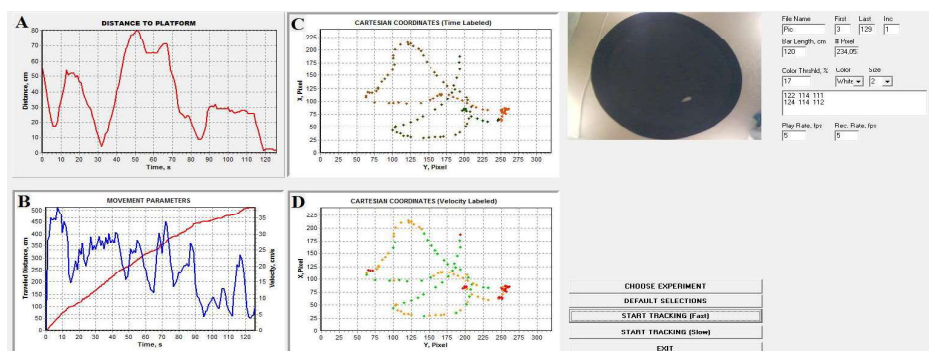 A
DISTANCE TO PLATFORM
Distance, cm
80
70
60
50
40
30
20
10
0
0 10 20 30 40 50 60 70 80 90 100 110 120
Time, s
C
CARTESIAN COORDINATES (Time Labeled)
X, Pixel
225
200
175
150
125
100
75
50
25
0
0 25 50 75 100 125 150 175 200 225 250 275 300
Y, Pixel
File Name First Last Inc
Pic 3 129 1
Bar Length, cm # Pixel
120 234,05
Color Thrshld, % Color Size
17 White 2
122 114 111
124 114 112
Play Rate, fps Rec. Rate, fps
5 5
B
MOVEMENT PARAMETERS
Traveled Distance, cm
500
450
400
350
300
250
200
150
100
50
0
0 10 20 30 40 50 60 70 80 90 100 110 120
Time, s
Velocity, cm/s
35
30
25
20
15
10
5
0
D
CARTESIAN COORDINATES (Velocity Labeled)
X, Pixel
225
200
175
150
125
100
75
50
25
0
0 25 50 75 100 125 150 175 200 225 250 275 300
Y, Pixel
CHOOSE EXPERIMENT
DEFAULT SELECTIONS
START TRACKING (Fast)
START TRACKING (Slow)
EXIT